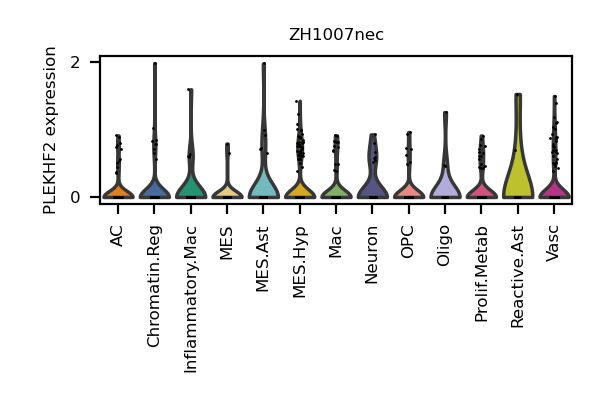 ZH1007nec
PLEKHF2 expression
2
0
AC
Chromatin.Reg
Inflammatory.Mac
MES
MES.Ast
MES.Hyp
Mac
Neuron
OPC
Oligo
Prolif.Metab
Reactive.Ast
Vasc